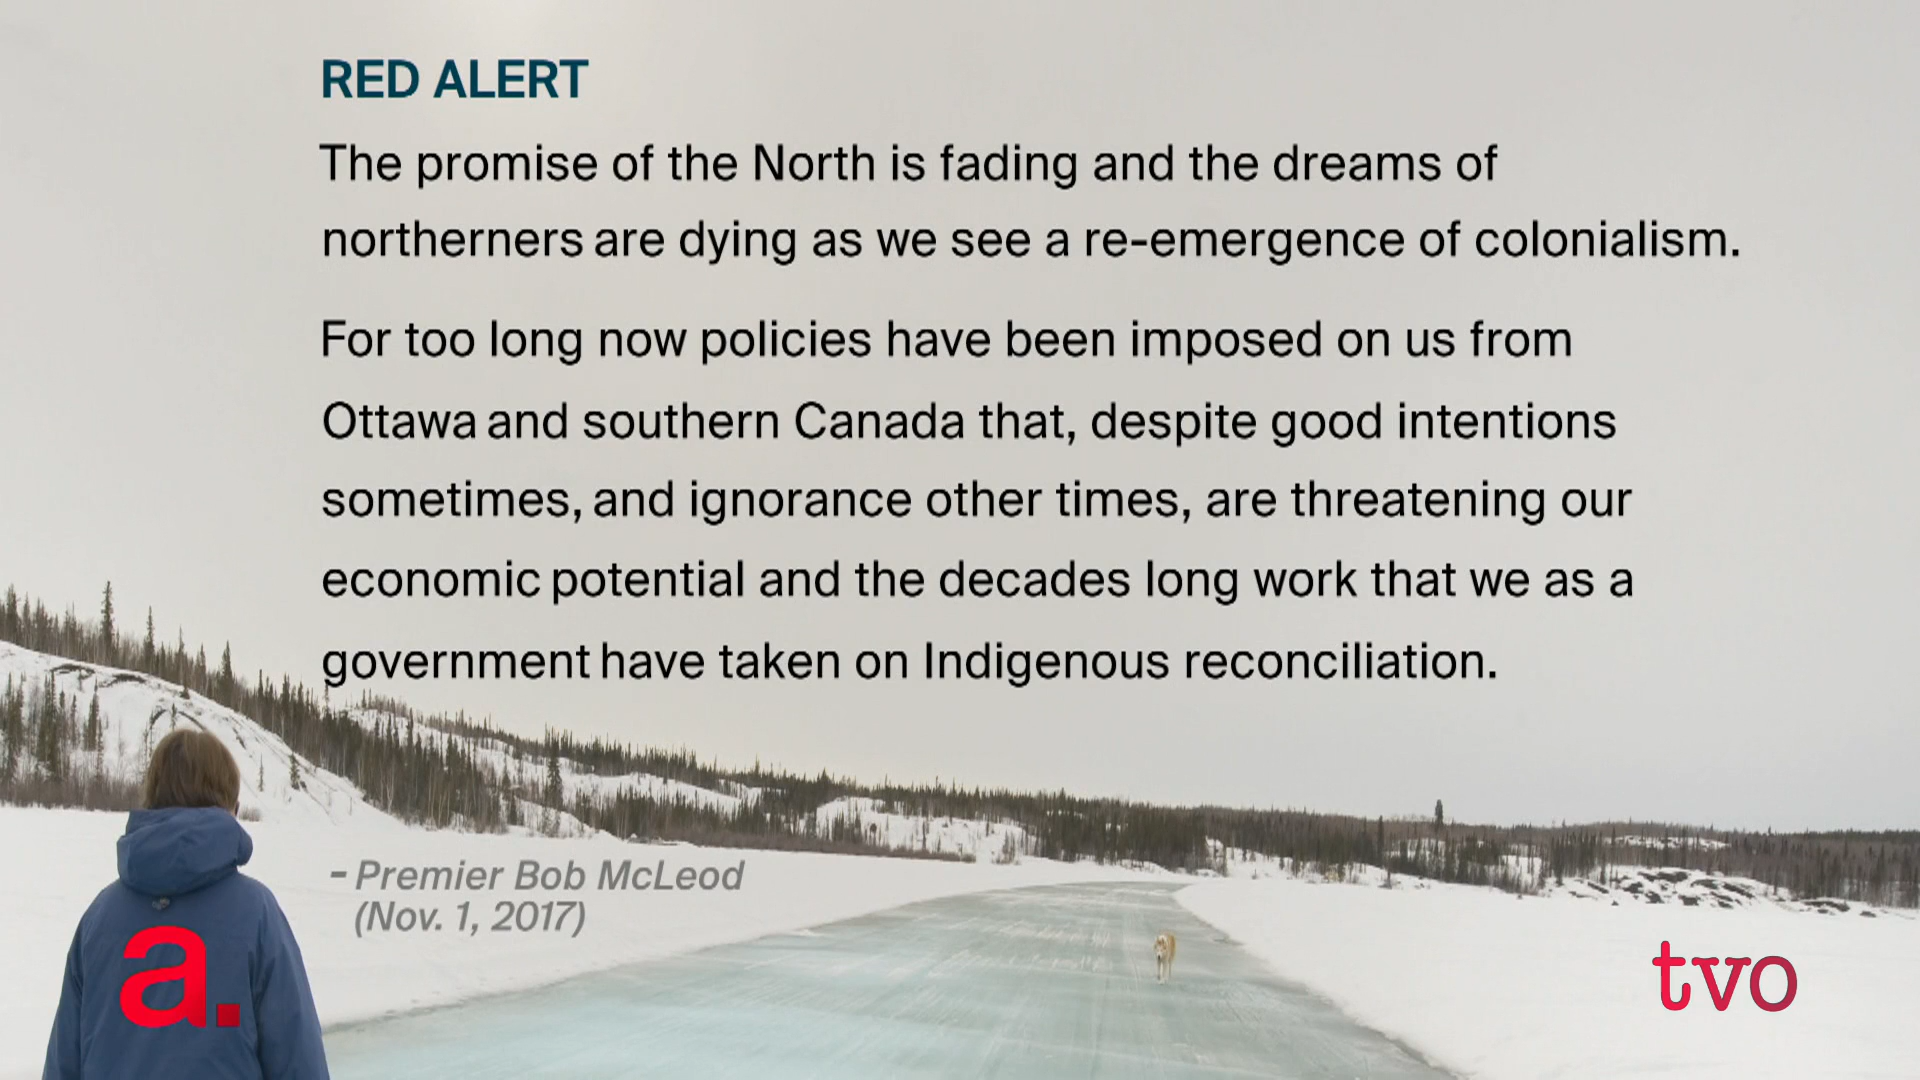 RED ALERT
The promise of the North is fading and the dreams of
northerners are dying as we see a re-emergence of colonialism.
For too long now policies have been imposed on us from
Ottawa and southern Canada that, despite good intentions
sometimes, and ignorance other times, are threatening our
economic potential and the decades long work that we as a
government have taken on Indigenous reconciliation.
- Premier Bob McLeod
(Nov. 1, 2017)
a.
tvo